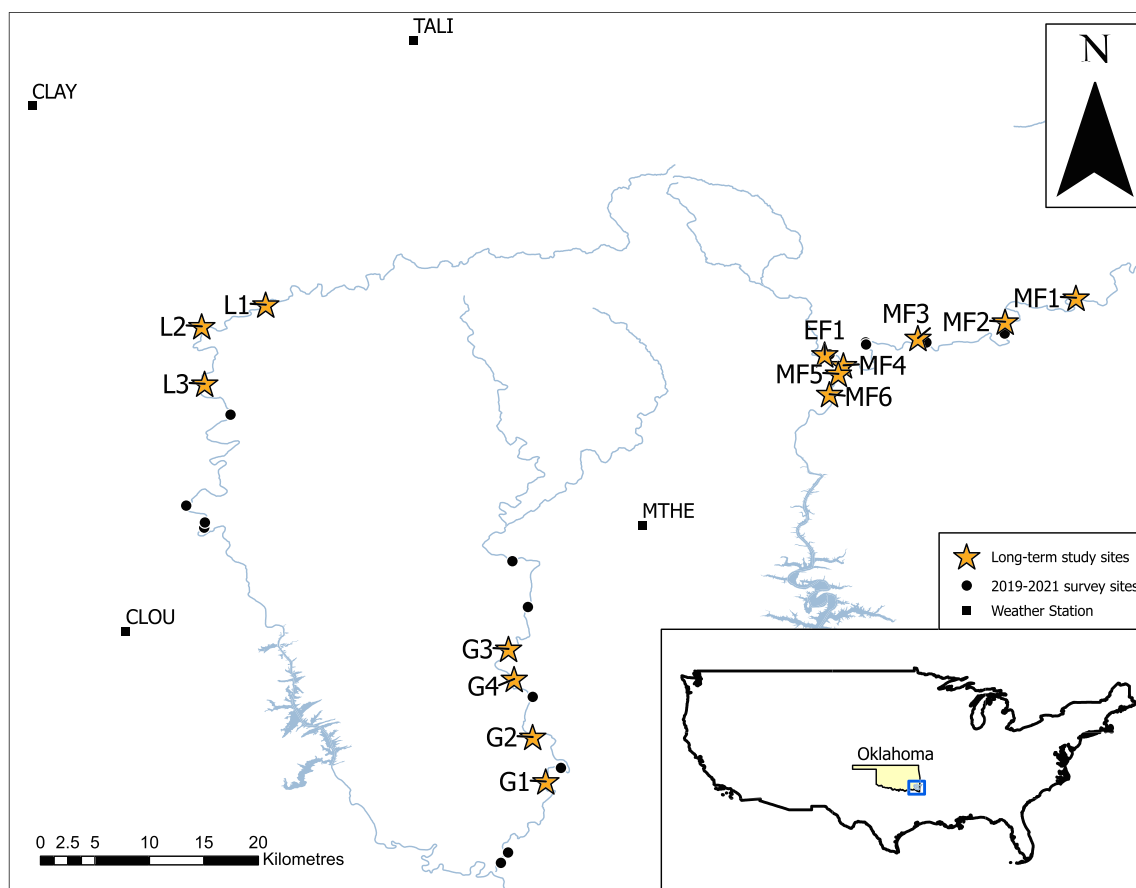 TALI
N
CLAY
MF1
L1
MF3
MF2
L2
EF1
MF4
MF5
L3
MF6
MTHE
Long-term study sites
2019-2021 survey sites
Weather Station
CLOU
G3
G4
G2
Oklahoma
G1
0 2.5 5 10 15 20
Kilometres